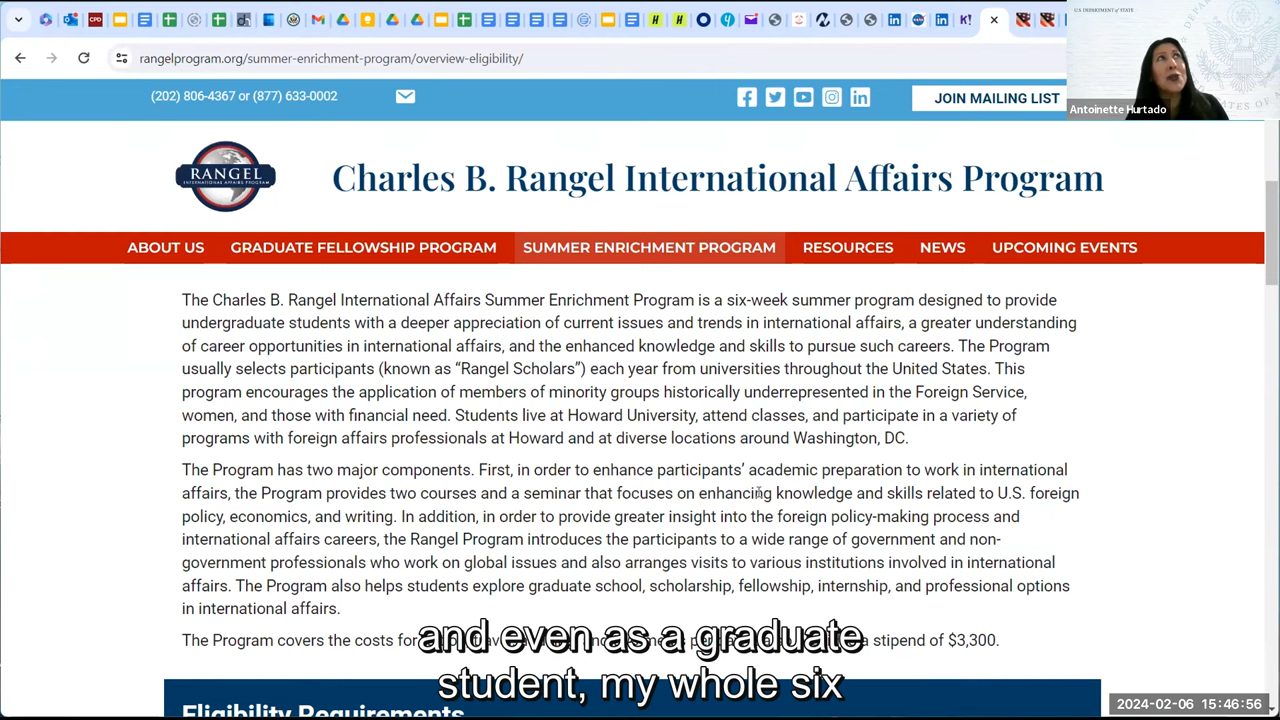 U.S. DEPARTMENT OF STATE
rangelprogram.org/summer-enrichment-program/overview-eligibility/
Antoinette Hurtado
(202) 806-4367 or (877) 633-0002
JOIN MAILING LIST
RANGEL
INTERNATIONAL AFFAIRS PROGRAM
Charles B. Rangel International Affairs Program
ABOUT US GRADUATE FELLOWSHIP PROGRAM SUMMER ENRICHMENT PROGRAM RESOURCES NEWS UPCOMING EVENTS
The Charles B. Rangel International Affairs Summer Enrichment Program is a six-week summer program designed to provide
undergraduate students with a deeper appreciation of current issues and trends in international affairs, a greater understanding
of career opportunities in international affairs, and the enhanced knowledge and skills to pursue such careers. The Program
usually selects participants (known as “Rangel Scholars”) each year from universities throughout the United States. This
program encourages the application of members of minority groups historically underrepresented in the Foreign Service,
women, and those with financial need. Students live at Howard University, attend classes, and participate in a variety of
programs with foreign affairs professionals at Howard and at diverse locations around Washington, DC.
The Program has two major components. First, in order to enhance participants’ academic preparation to work in international
affairs, the Program provides two courses and a seminar that focuses on enhancing knowledge and skills related to U.S. foreign
policy, economics, and writing. In addition, in order to provide greater insight into the foreign policy-making process and
international affairs careers, the Rangel Program introduces the participants to a wide range of government and non-
government professionals who work on global issues and also arranges visits to various institutions involved in international
affairs. The Program also helps students explore graduate school, scholarship, fellowship, internship, and professional options
in international affairs.
The Program covers the costs for a stipend of $3,300.
and even as a graduate
student, my whole six
Eligibility Requirements
2024-02-06 15:46:56